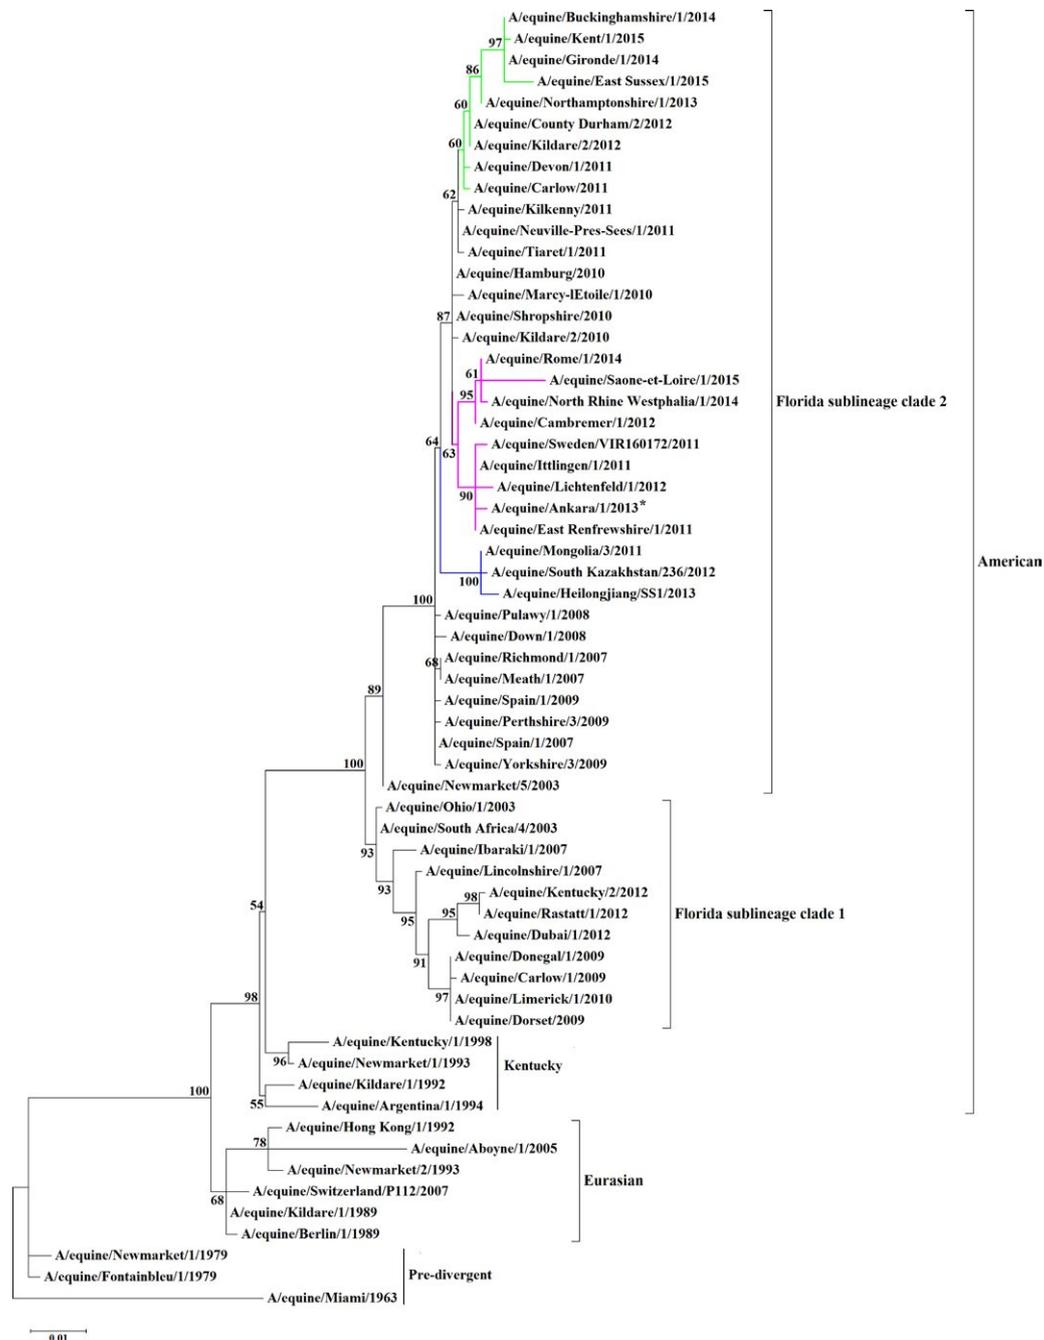 A/equine/Buckinghamshire/1/2014
A/equine/Kent/1/2015
97
A/equine/Gironde/1/2014
86
A/equine/East Sussex/1/2015
A/equine/Northamptonshire/1/2013
60
A/equine/County Durham/2/2012
60
A/equine/Kildare/2/2012
A/equine/Devon/1/2011
A/equine/Carlow/2011
62
A/equine/Kilkenny/2011
A/equine/Neuville-Pres-Sees/1/2011
A/equine/Tiaret/1/2011
A/equine/Hamburg/2010
A/equine/Marcy-lEtoile/1/2010
87
A/equine/Shropshire/2010
A/equine/Kildare/2/2010
A/equine/Rome/1/2014
61
A/equine/Saone-et-Loire/1/2015
95
A/equine/North Rhine Westphalia/1/2014
Florida sublineage clade 2
A/equine/Cambremer/1/2012
64
A/equine/Sweden/VIR160172/2011
63
A/equine/Ittlingen/1/2011
A/equine/Lichtenfeld/1/2012
90
A/equine/Ankara/1/2013*
A/equine/East Renfrewshire/1/2011
A/equine/Mongolia/3/2011
American
A/equine/South Kazakhstan/236/2012
100
A/equine/Heilongjiang/SS1/2013
100
A/equine/Pulawy/1/2008
A/equine/Down/1/2008
A/equine/Richmond/1/2007
68
A/equine/Meath/1/2007
89
A/equine/Spain/1/2009
A/equine/Perthshire/3/2009
A/equine/Spain/1/2007
A/equine/Yorkshire/3/2009
100
A/equine/Newmarket/5/2003
A/equine/Ohio/1/2003
A/equine/South Africa/4/2003
93
A/equine/Ibaraki/1/2007
A/equine/Lincolnshire/1/2007
93
A/equine/Kentucky/2/2012
98
A/equine/Rastatt/1/2012
95
95
Florida sublineage clade 1
54
A/equine/Dubai/1/2012
A/equine/Donegal/1/2009
91
A/equine/Carlow/1/2009
A/equine/Limerick/1/2010
97
98
A/equine/Dorset/2009
A/equine/Kentucky/1/1998
A/equine/Newmarket/1/1993
96
Kentucky
A/equine/Kildare/1/1992
100
A/equine/Argentina/1/1994
55
A/equine/Hong Kong/1/1992
78
A/equine/Aboyne/1/2005
A/equine/Newmarket/2/1993
Eurasian
A/equine/Switzerland/P112/2007
68
A/equine/Kildare/1/1989
A/equine/Berlin/1/1989
A/equine/Newmarket/1/1979
A/equine/Fontainbleu/1/1979
Pre-divergent
A/equine/Miami/1963
0.01